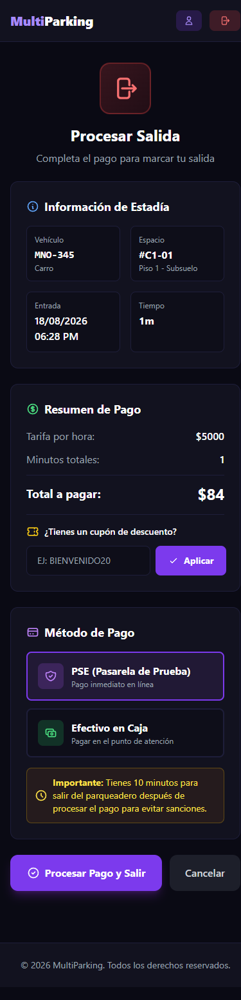 MultiParking
Procesar Salida
Completa el pago para marcar tu salida
Información de Estadía
Vehículo
MNO-345
Carro
Espacio
#C1-01
Piso 1 - Subsuelo
Entrada
18/08/2026
06:28 PM
Tiempo
1m
Resumen de Pago
Tarifa por hora:
$5000
Minutos totales:
1
Total a pagar:
$84
¿Tienes un cupón de descuento?
EJ: BIENVENIDO20
Aplicar
Método de Pago
PSE (Pasarela de Prueba)
Pago inmediato en línea
Efectivo en Caja
Pagar en el punto de atención
Importante: Tienes 10 minutos para
salir del parqueadero después de
procesar el pago para evitar sanciones.
Procesar Pago y Salir
Cancelar
© 2026 MultiParking. Todos los derechos reservados.